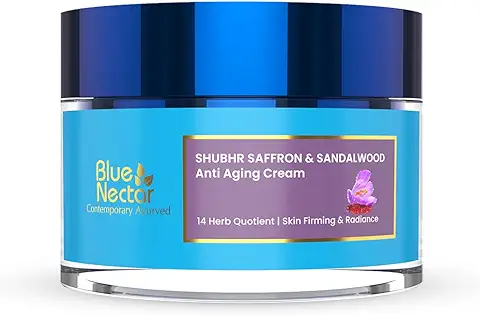 Blue
Nectar
Contemporary Ayurved
SHUBHR SAFFRON & SANDALWOOD
Anti Aging Cream
14 Herb Quotient | Skin Firming & Radiance